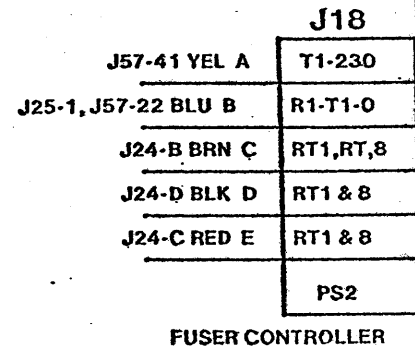 J18
J57-41 YEL A T1-230
J25-1, J57-22 BLU B R1-T1-0
J24-B BRN C RT1,RT,8
J24-D BLK D RT1 & 8
J24-C RED E RT1 & 8
PS2
FUSER CONTROLLER